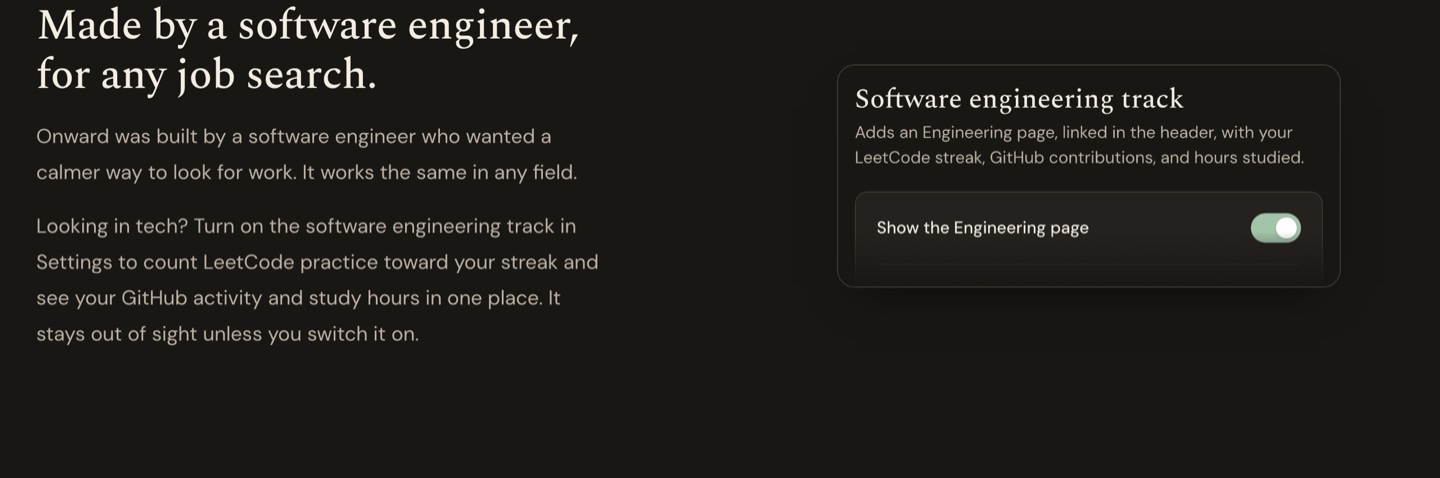 Made by a software engineer,
for any job search.
Onward was built by a software engineer who wanted a
calmer way to look for work. It works the same in any field.
Looking in tech? Turn on the software engineering track in
Settings to count LeetCode practice toward your streak and
see your GitHub activity and study hours in one place. It
stays out of sight unless you switch it on.
Software engineering track
Adds an Engineering page, linked in the header, with your
LeetCode streak, GitHub contributions, and hours studied.
Show the Engineering page